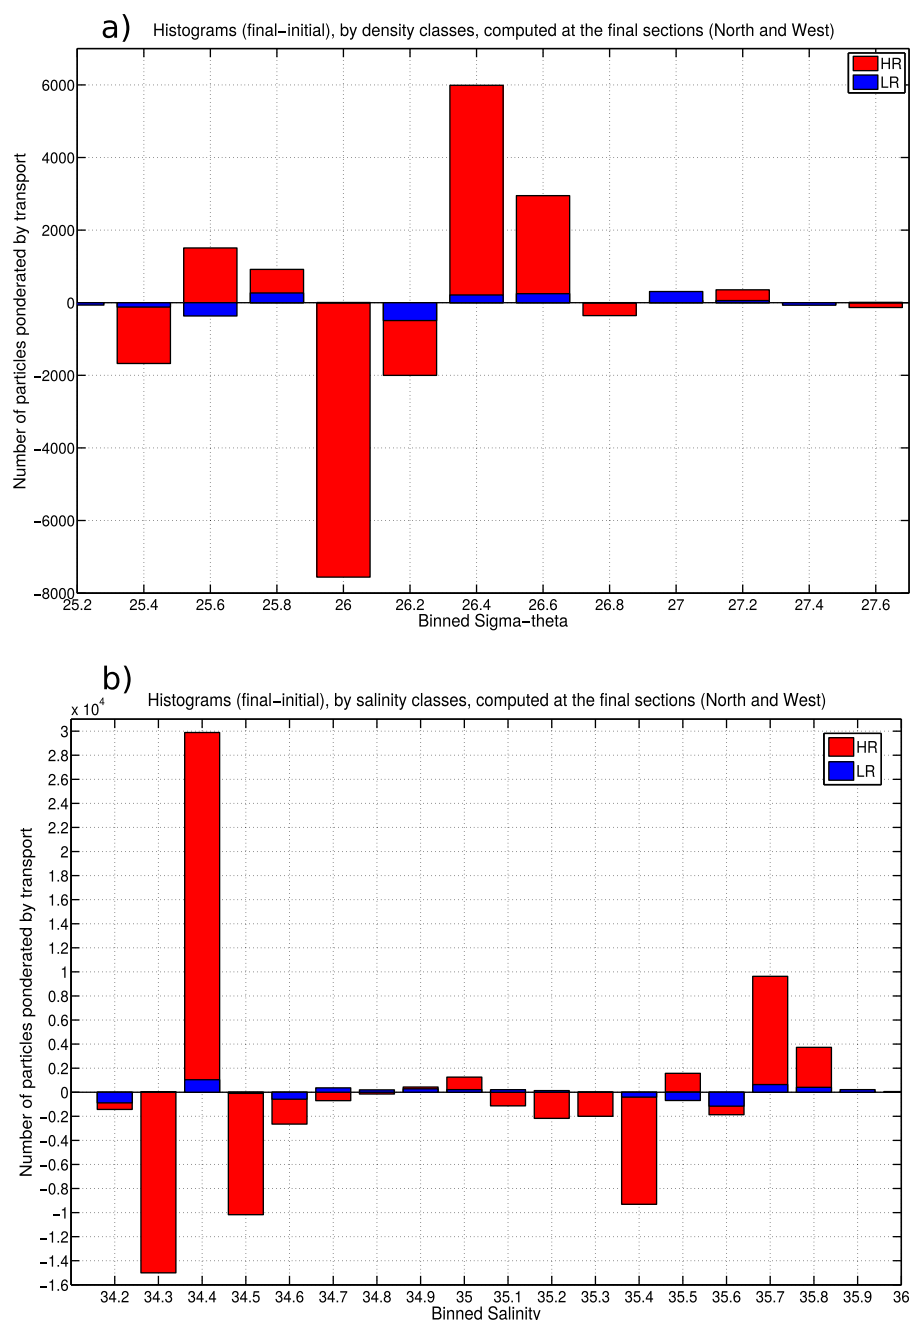 a) Histograms (final−initial), by density classes, computed at the final sections (North and West)
HR
LR
Number of particles ponderated by transport
6000
4000
2000
0
−2000
−4000
−6000
−8000
25.2 25.4 25.6 25.8 26 26.2 26.4 26.6 26.8 27 27.2 27.4 27.6
Binned Sigma−theta
b)
Histograms (final−initial), by salinity classes, computed at the final sections (North and West)
x 10^4
HR
LR
Number of particles ponderated by transport
3
2.8
2.6
2.4
2.2
2
1.8
1.6
1.4
1.2
1
0.8
0.6
0.4
0.2
0
−0.2
−0.4
−0.6
−0.8
−1
−1.2
−1.4
−1.6
34.2 34.3 34.4 34.5 34.6 34.7 34.8 34.9 35 35.1 35.2 35.3 35.4 35.5 35.6 35.7 35.8 35.9 36
Binned Salinity